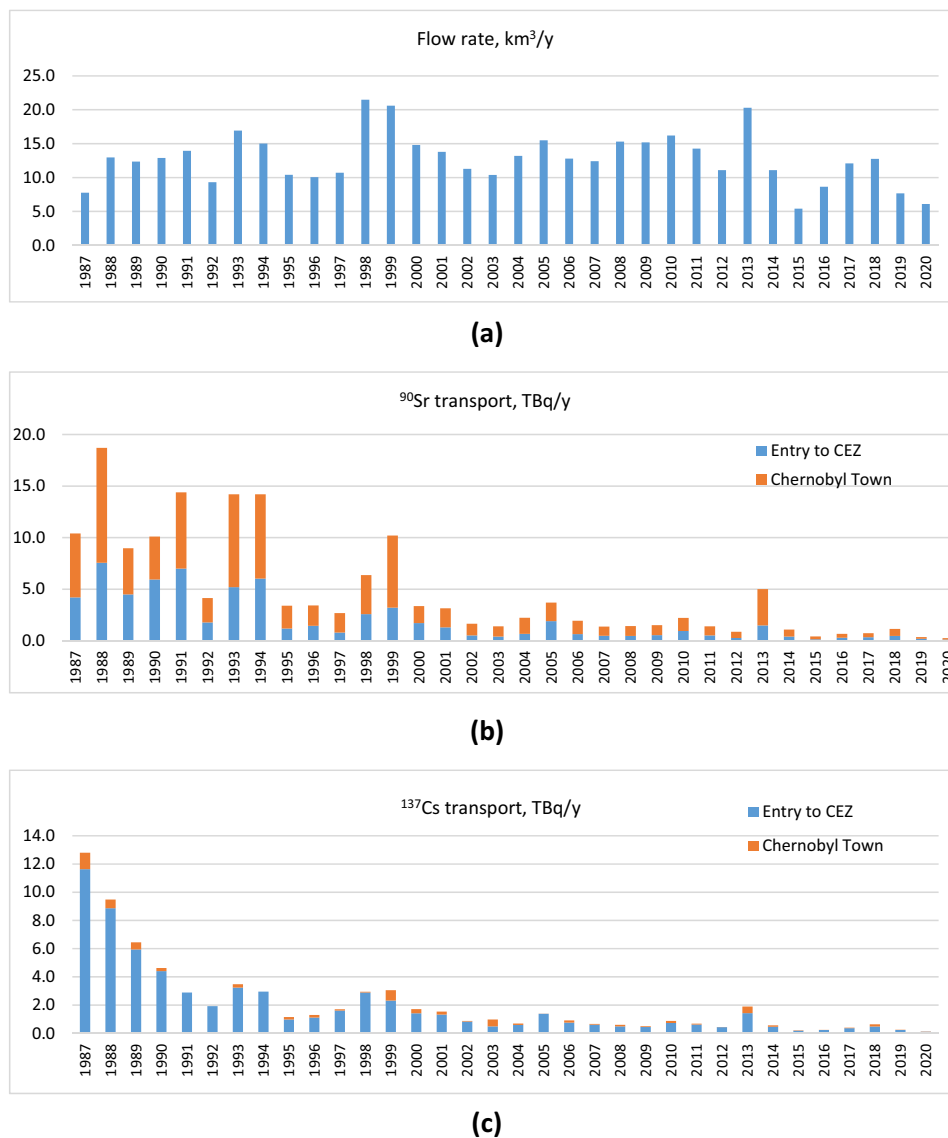 Flow rate, km³/y
25.0
20.0
15.0
10.0
5.0
0.0
1987 1988 1989 1990 1991 1992 1993 1994 1995 1996 1997 1998 1999 2000 2001 2002 2003 2004 2005 2006 2007 2008 2009 2010 2011 2012 2013 2014 2015 2016 2017 2018 2019 2020
(a)
⁹⁰Sr transport, TBq/y
20.0
Entry to CEZ
Chernobyl Town
15.0
10.0
5.0
0.0
1987 1988 1989 1990 1991 1992 1993 1994 1995 1996 1997 1998 1999 2000 2001 2002 2003 2004 2005 2006 2007 2008 2009 2010 2011 2012 2013 2014 2015 2016 2017 2018 2019 2020
(b)
¹³⁷Cs transport, TBq/y
Entry to CEZ
Chernobyl Town
14.0
12.0
10.0
8.0
6.0
4.0
2.0
0.0
1987 1988 1989 1990 1991 1992 1993 1994 1995 1996 1997 1998 1999 2000 2001 2002 2003 2004 2005 2006 2007 2008 2009 2010 2011 2012 2013 2014 2015 2016 2017 2018 2019 2020
(c)